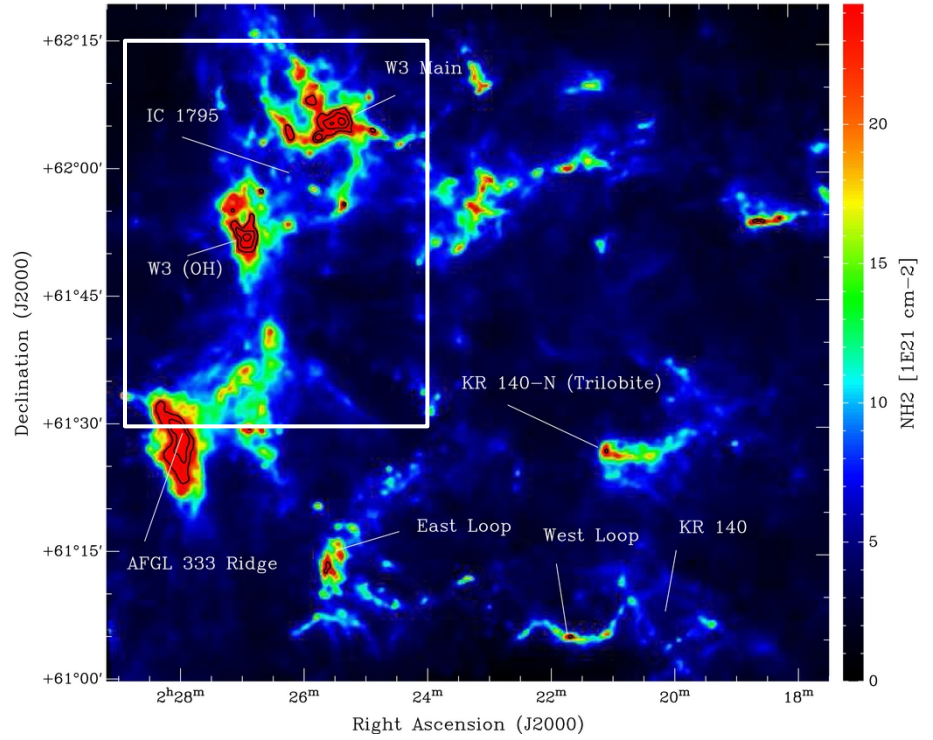 +62°15′
W3 Main
IC 1795
20
+62°00′
W3 (OH)
15
+61°45′
KR 140-N (Trilobite)
10
+61°30′
East Loop
West Loop
KR 140
5
+61°15′
AFGL 333 Ridge
+61°00′
0
2ʰ28ᵐ 26ᵐ 24ᵐ 22ᵐ 20ᵐ 18ᵐ
Right Ascension (J2000)
Declination (J2000)
NH2 [1E21 cm-2]